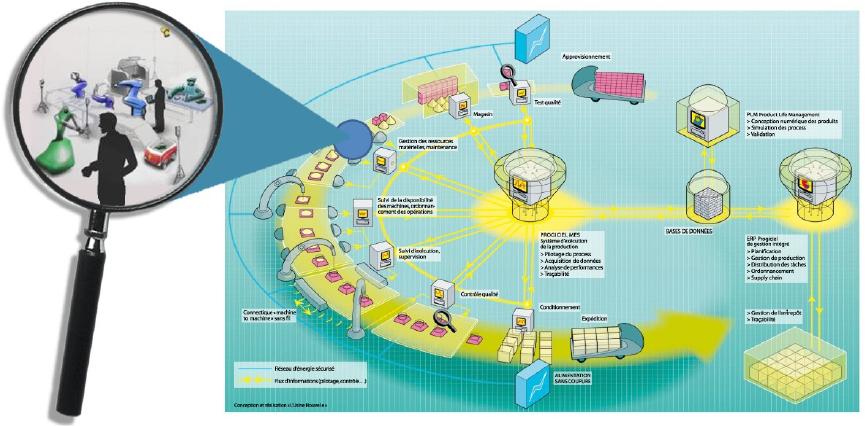 Approvisionnement
Test qualité
Magasin
Gestion des ressources
matérielles, maintenance
Suivi de la disponibilité
des machines, ordonnan-
cement des opérations
Suivi d'exécution,
supervision
Contrôle qualité
Connectique « machine
to machine » sans fil
Conditionnement
Expédition
ALIMENTATION
SANS COUPURE
PROGICIEL MES
Système d'exécution
de la production
> Pilotage du process
> Acquisition de données
> Analyse de performances
> Traçabilité
BASES DE DONNÉES
PLM Product Life Management
> Conception numérique des produits
> Simulation des process
> Validation
ERP Progiciel
de gestion intégré
> Planification
> Gestion de production
> Distribution des tâches
> Ordonnancement
> Supply chain
> Gestion de l'entrepôt
> Traçabilité
Réseau d'énergie sécurisé
Flux d'informations (pilotage, contrôle...)
Conception et réalisation « L'Usine Nouvelle »